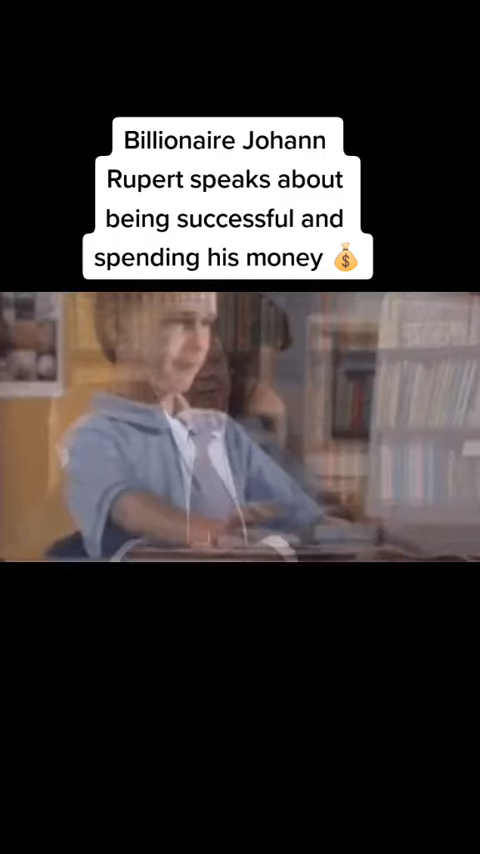 Billionaire Johann
Rupert speaks about
being successful and
spending his money 💰